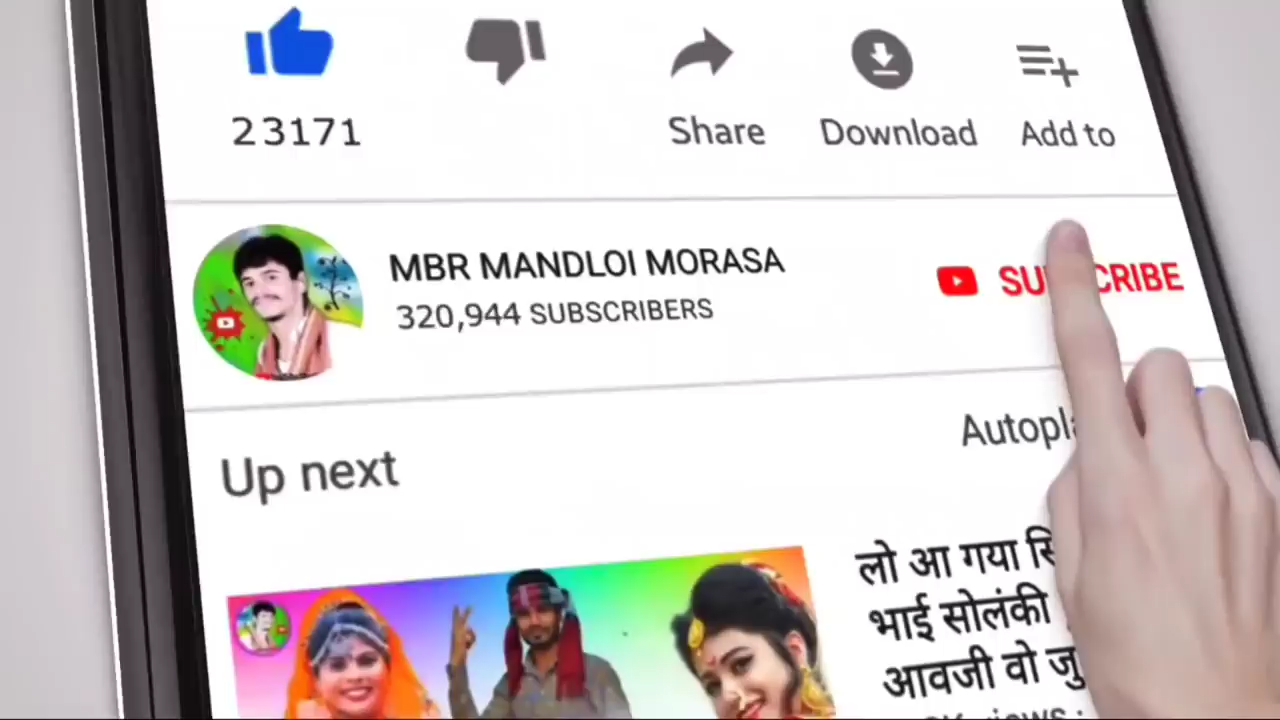 23171
Share
Download
Add to
MBR MANDLOI MORASA
320,944 SUBSCRIBERS
Up next
लो आ गया
भाई सोलंकी
आवजी वो